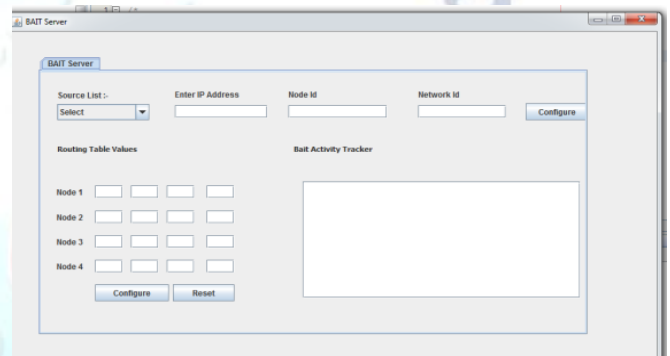 BAIT Server
BAIT Server
Source List :-
Enter IP Address
Node Id
Network Id
Select
Configure
Routing Table Values
Bait Activity Tracker
Node 1
Node 2
Node 3
Node 4
Configure
Reset